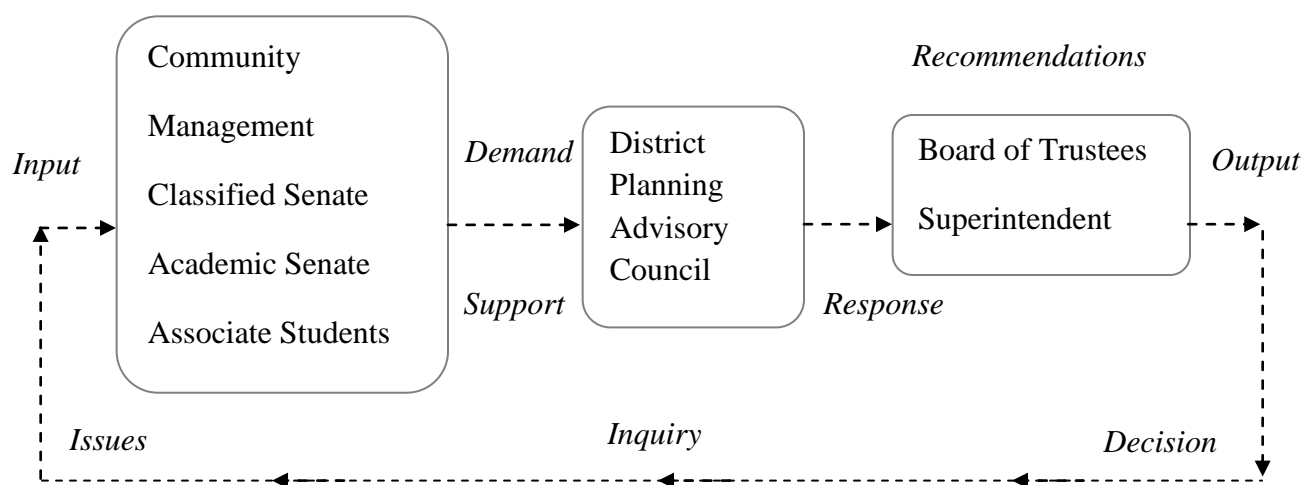 Input
Community
Management
Classified Senate
Academic Senate
Associate Students
Demand
Support
District
Planning
Advisory
Council
Response
Recommendations
Board of Trustees
Superintendent
Output
Issues
Inquiry
Decision